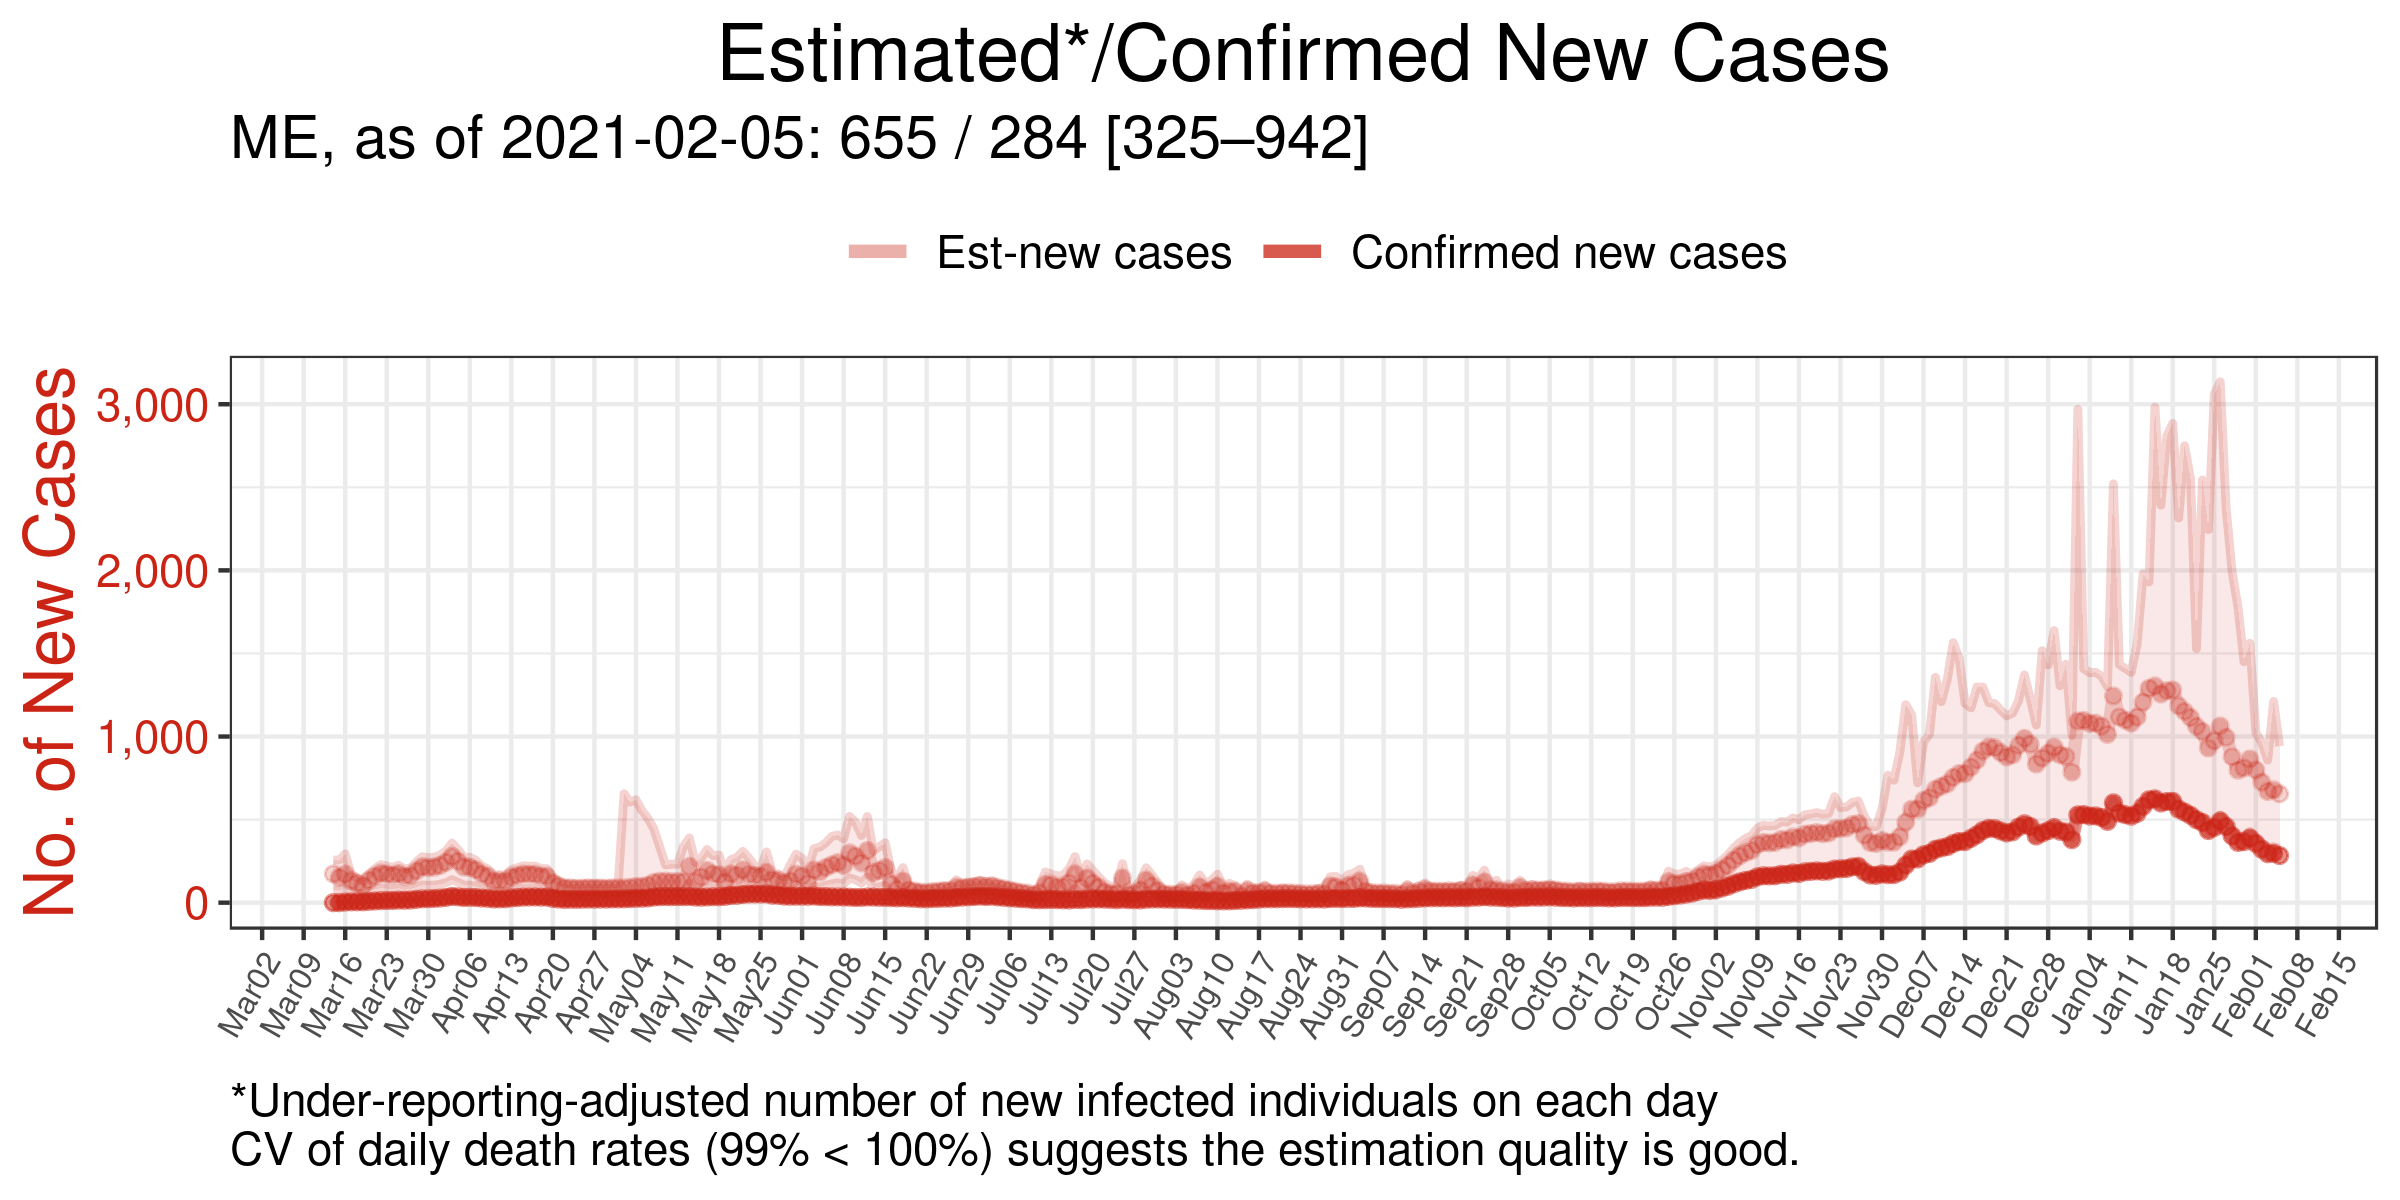 Estimated*/Confirmed New Cases
ME, as of 2021-02-05: 655 / 284 [325–942]
Est-new cases Confirmed new cases
No. of New Cases
3,000
2,000
1,000
0
Mar02 Mar09 Mar16 Mar23 Mar30 Apr06 Apr13 Apr20 Apr27 May04 May11 May18 May25 Jun01 Jun08 Jun15 Jun22 Jun29 Jul06 Jul13 Jul20 Jul27 Aug03 Aug10 Aug17 Aug24 Aug31 Sep07 Sep14 Sep21 Sep28 Oct05 Oct12 Oct19 Oct26 Nov02 Nov09 Nov16 Nov23 Nov30 Dec07 Dec14 Dec21 Dec28 Jan04 Jan11 Jan18 Jan25 Feb01 Feb08 Feb15
*Under-reporting-adjusted number of new infected individuals on each day
CV of daily death rates (99% < 100%) suggests the estimation quality is good.